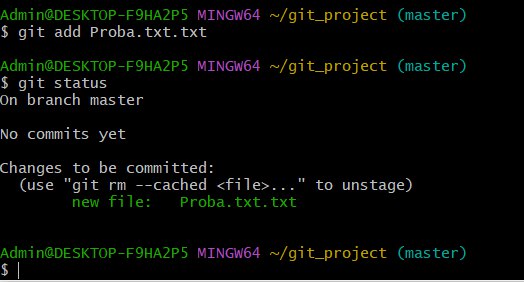 Admin@DESKTOP-F9HA2P5 MINGW64 ~/git_project (master)
$ git add Proba.txt.txt
Admin@DESKTOP-F9HA2P5 MINGW64 ~/git_project (master)
$ git status
On branch master
No commits yet
Changes to be committed:
  (use "git rm --cached <file>..." to unstage)
        new file:   Proba.txt.txt
Admin@DESKTOP-F9HA2P5 MINGW64 ~/git_project (master)
$